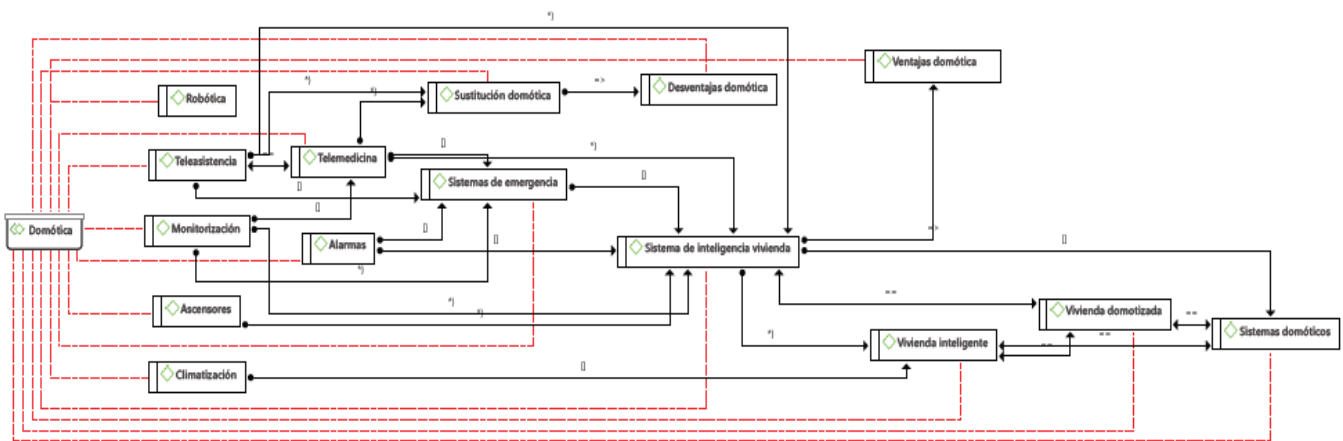 *}
Ventajas domótica
*}
= >
Desventajas domótica
Robótica
*}
Sustitución domótica
[]
*}
Teleasistencia
= =
Telemedicina
[]
[]
Sistemas de emergencia
[]
Domótica
Monitorización
[]
[]
Alarmas
= >
[]
Sistema de inteligencia vivienda
*}
= =
*}
Ascensores
*}
Vivienda domotizada
= =
*}
Sistemas domóticos
= =
Vivienda inteligente
= =
[]
Climatización